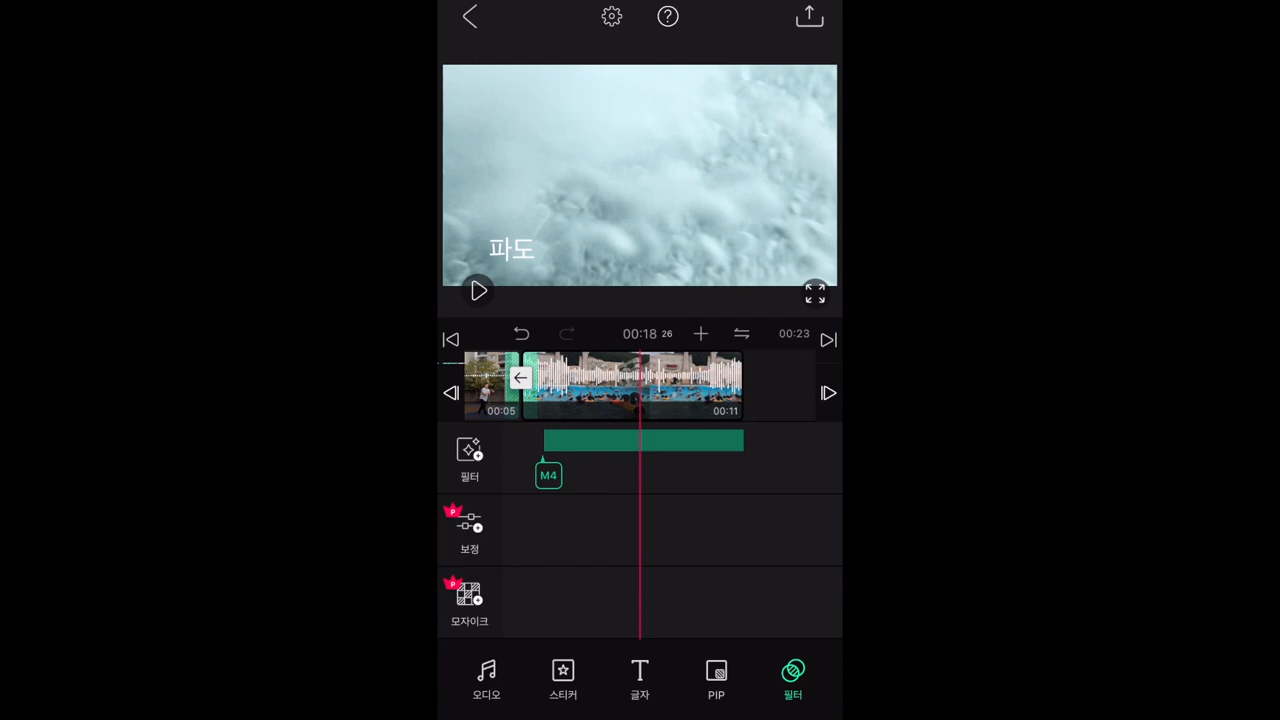 파도
00:18 26
00:23
00:05
00:11
필터
M4
P
보정
P
모자이크
오디오
스티커
글자
PIP
필터